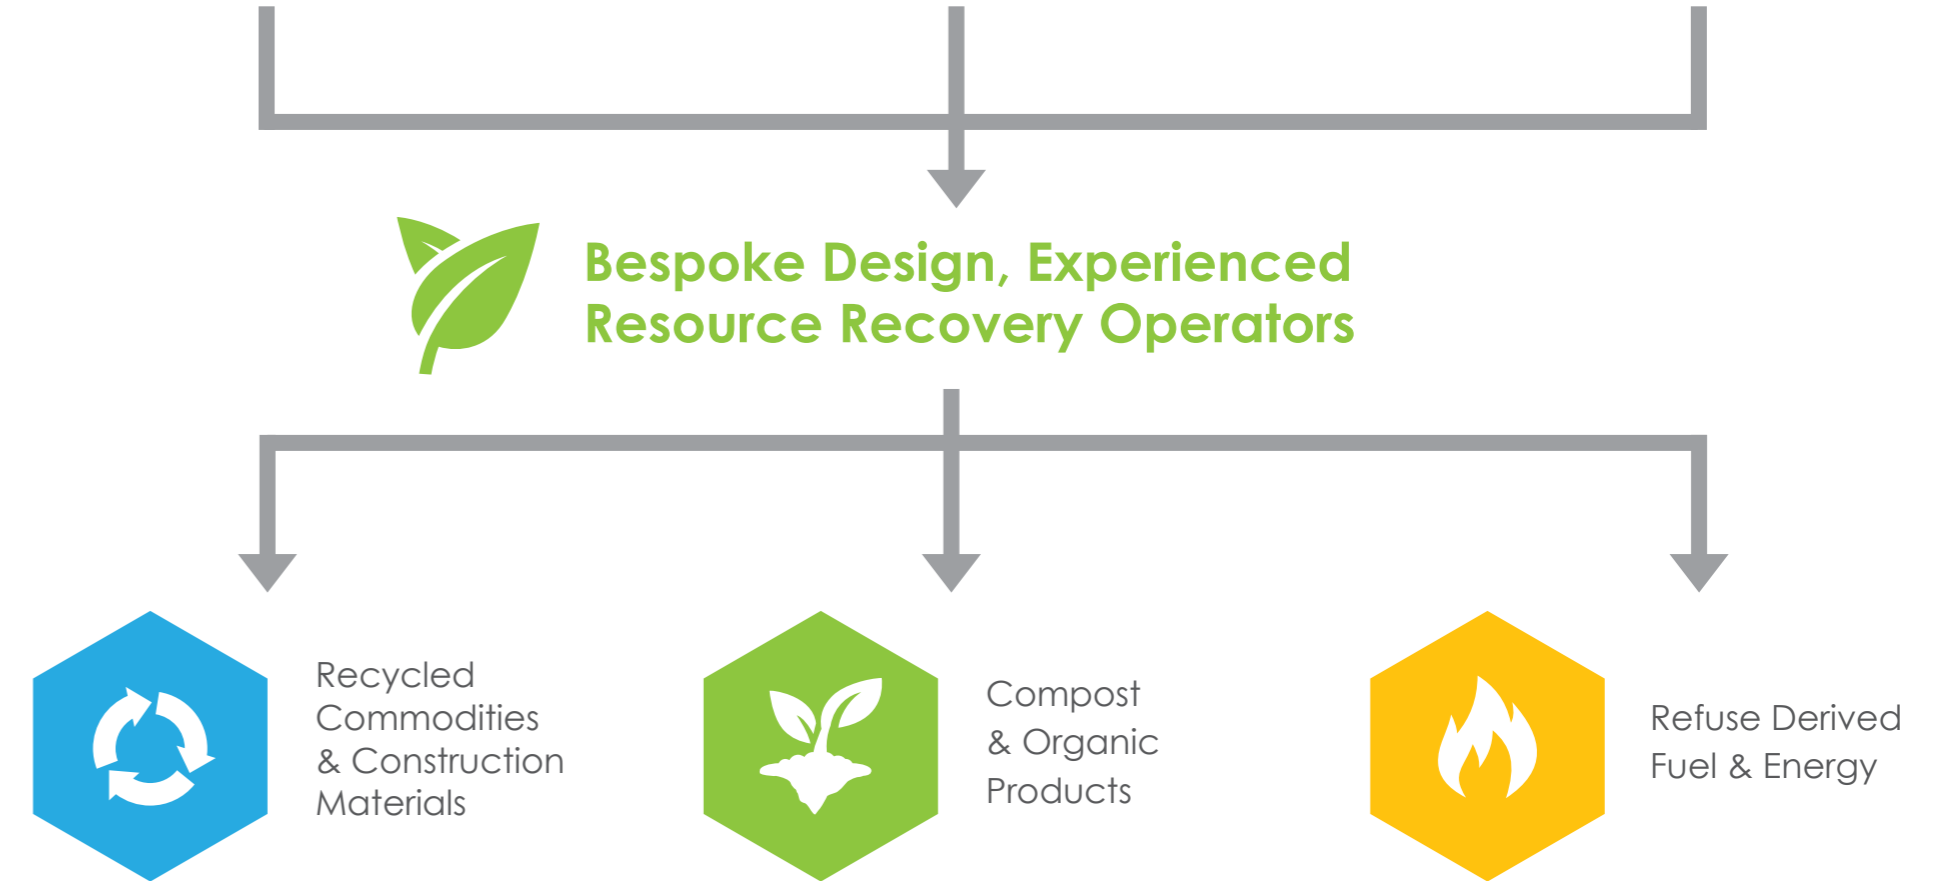 Bespoke Design, Experienced
Resource Recovery Operators
Recycled
Commodities
& Construction
Materials
Compost
& Organic
Products
Refuse Derived
Fuel & Energy